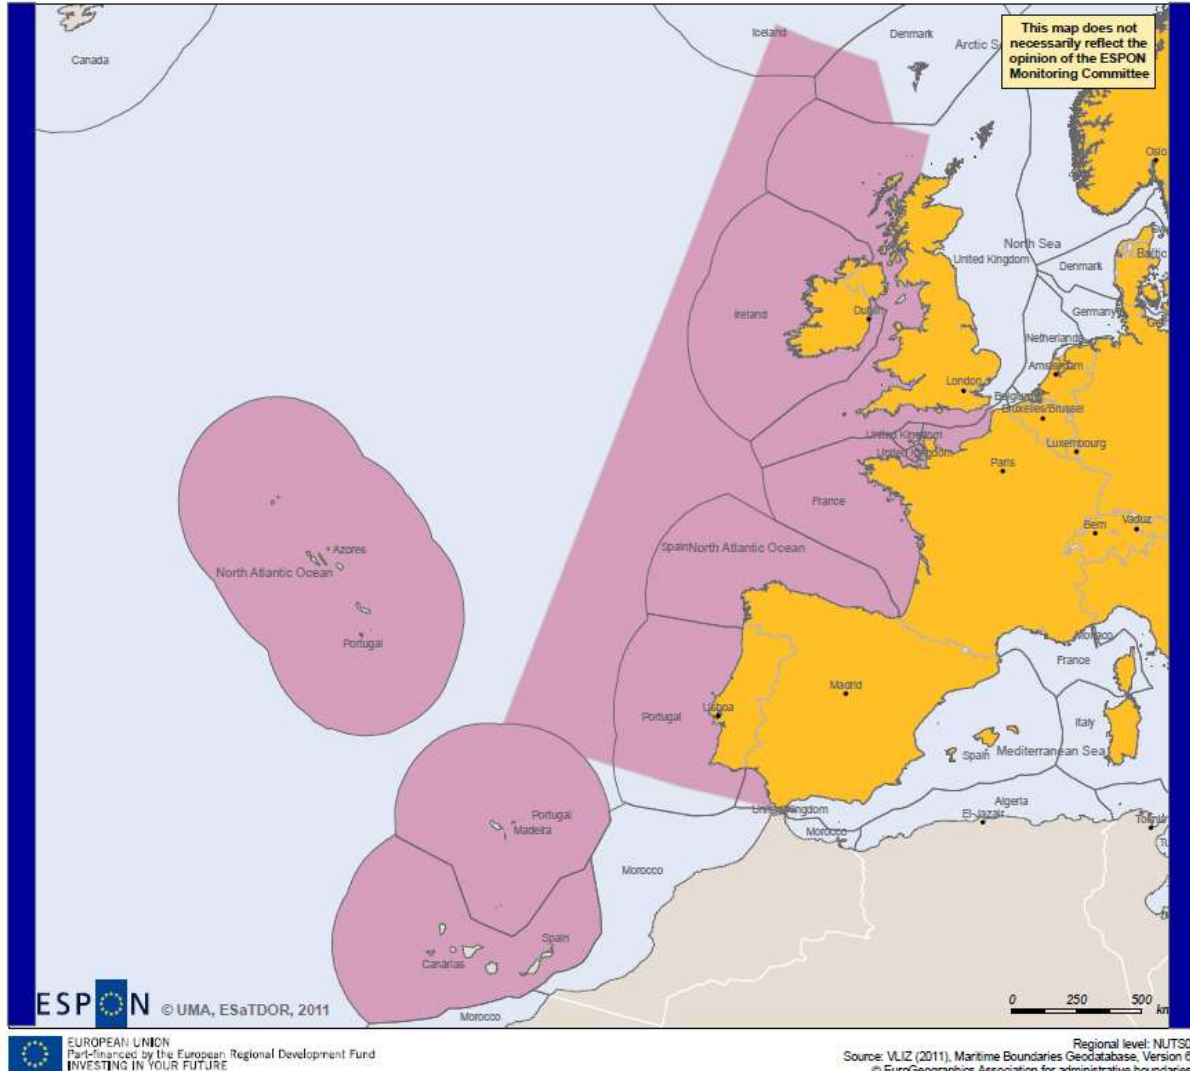 Canada
Iceland
Denmark
Arctic S
This map does not
necessarily reflect the
opinion of the ESPON
Monitoring Committee
Oslo
North Sea
United Kingdom
Denmark
Baltic
Ireland
Dublin
Germany
Netherlands
Amsterdam
London
Belgium
Bruxelles/Brussel
United Kingdom
United Kingdom
Luxembourg
Paris
France
Bern
Vaduz
Spain
North Atlantic Ocean
Azores
North Atlantic Ocean
Portugal
Monaco
France
Madrid
Lisboa
Portugal
Italy
Spain
Mediterranean Sea
United Kingdom
Algeria
El-Jazair
Morocco
Portugal
Madeira
Morocco
Spain
Canarias
Morocco
ESPON
© UMA, ESaTDOR, 2011
0 250 500
km
EUROPEAN UNION
Part-financed by the European Regional Development Fund
INVESTING IN YOUR FUTURE
Regional level: NUTS0
Source: VLIZ (2011), Maritime Boundaries Geodatabase, Version 6
© EuroGeographics Association for administrative boundaries